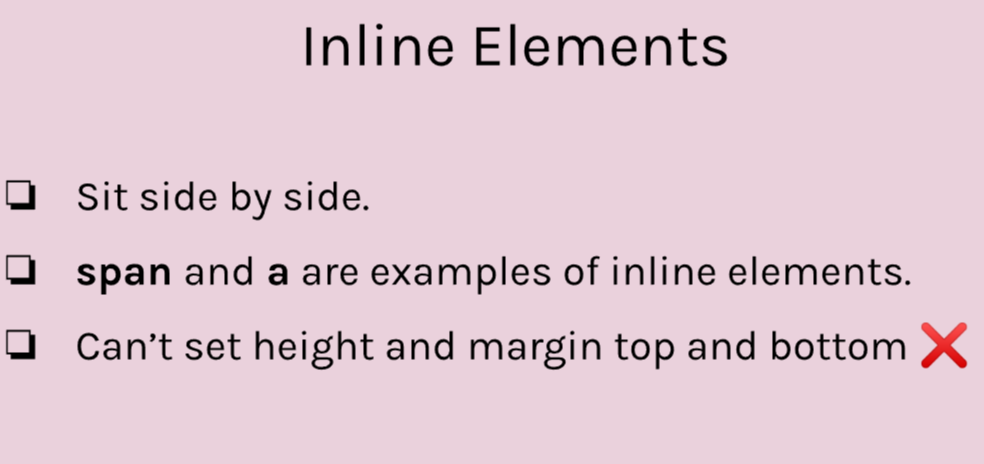 Inline Elements
❏ Sit side by side.
❏ span and a are examples of inline elements.
❏ Can’t set height and margin top and bottom ❌